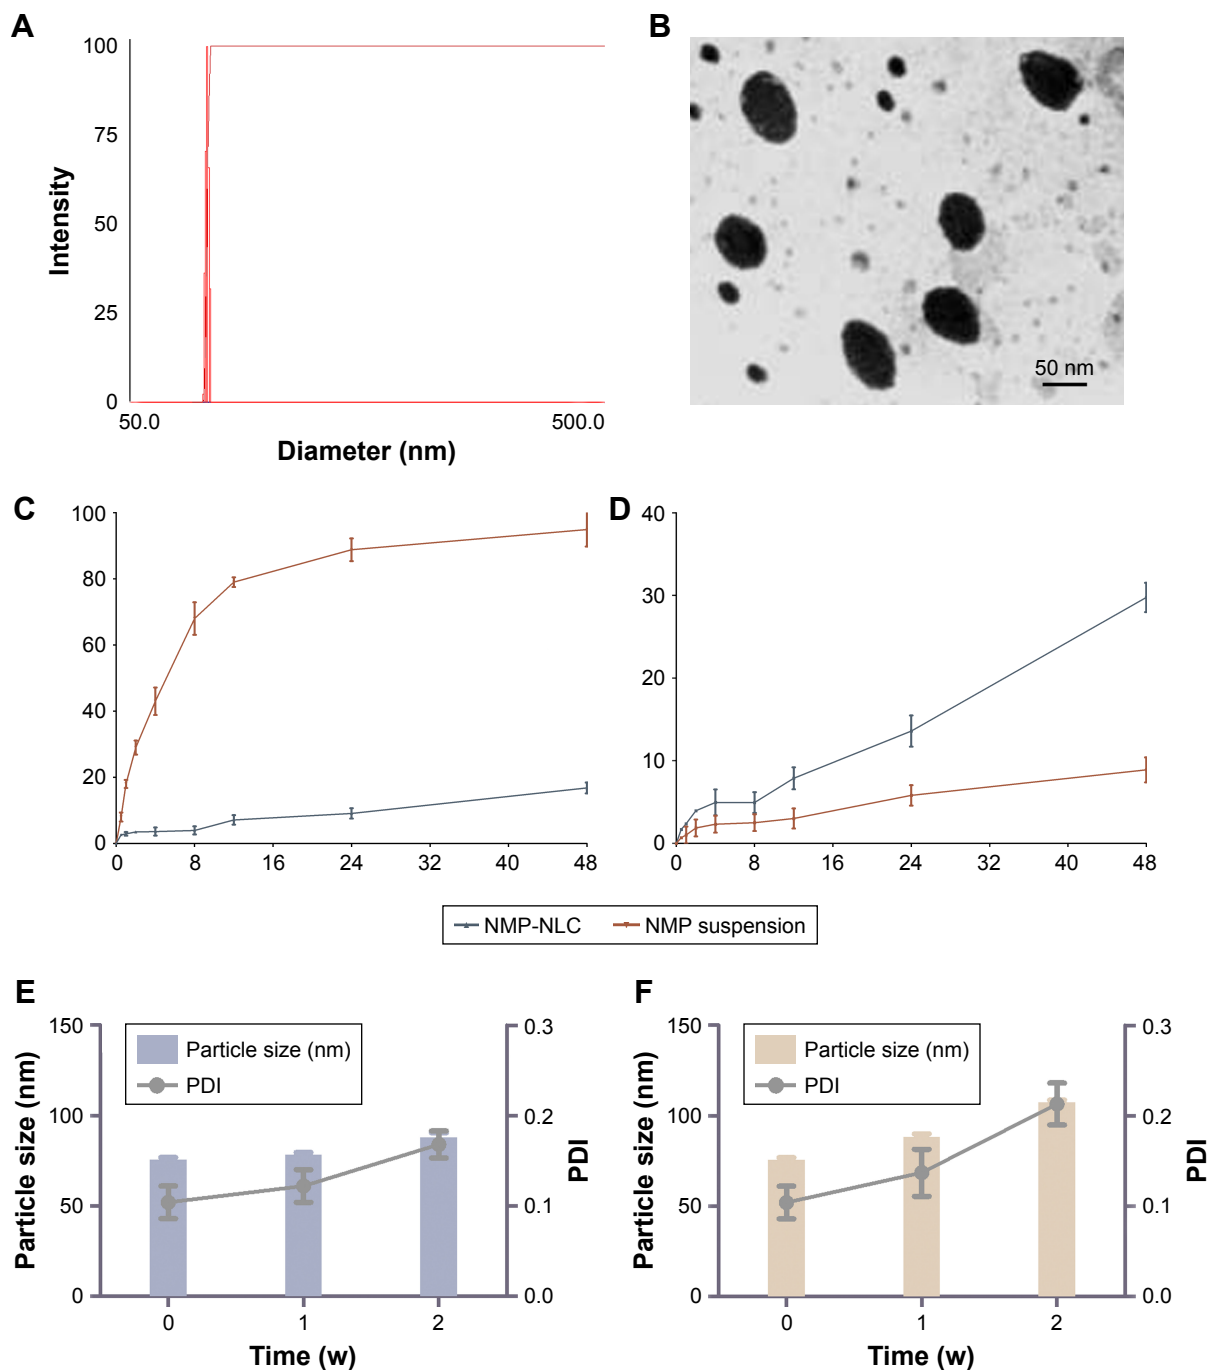 A
100
75
50
25
0
Intensity
50.0
500.0
Diameter (nm)
B
50 nm
C
100
80
60
40
20
0
0 8 16 24 32 40 48
D
40
30
20
10
0
0 8 16 24 32 40 48
NMP-NLC NMP suspension
E
150
100
50
0
Particle size (nm)
Particle size (nm)
PDI
0.3
0.2
0.1
0.0
PDI
0 1 2
Time (w)
F
150
100
50
0
Particle size (nm)
Particle size (nm)
PDI
0.3
0.2
0.1
0.0
PDI
0 1 2
Time (w)